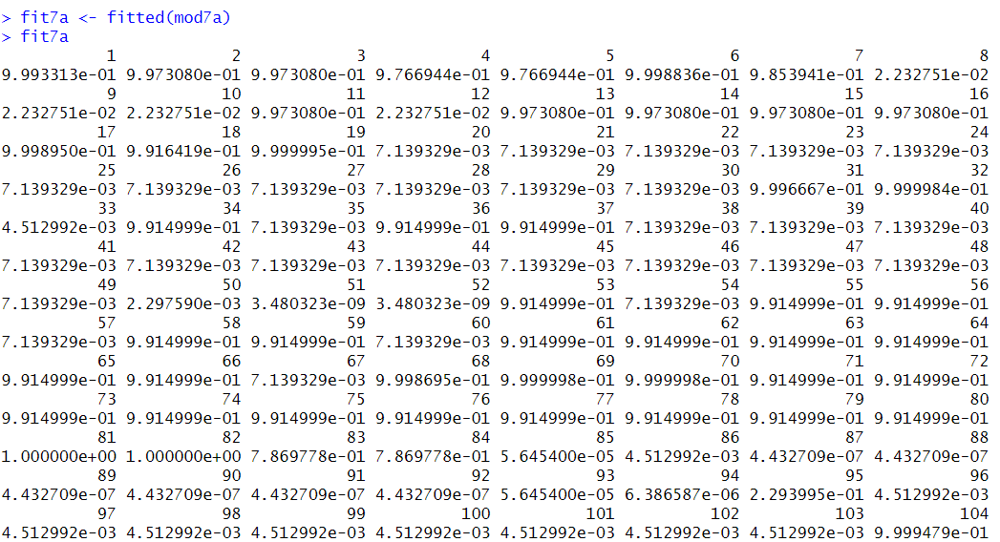 > fit7a <- fitted(mod7a)
> fit7a
1 2 3 4 5 6 7 8
9.993313e-01 9.973080e-01 9.973080e-01 9.766944e-01 9.766944e-01 9.998836e-01 9.853941e-01 2.232751e-02
9 10 11 12 13 14 15 16
2.232751e-02 2.232751e-02 9.973080e-01 2.232751e-02 9.973080e-01 9.973080e-01 9.973080e-01 9.973080e-01
17 18 19 20 21 22 23 24
9.998950e-01 9.916419e-01 9.999995e-01 7.139329e-03 7.139329e-03 7.139329e-03 7.139329e-03 7.139329e-03
25 26 27 28 29 30 31 32
7.139329e-03 7.139329e-03 7.139329e-03 7.139329e-03 7.139329e-03 7.139329e-03 9.996667e-01 9.999984e-01
33 34 35 36 37 38 39 40
4.512992e-03 9.914999e-01 7.139329e-03 9.914999e-01 9.914999e-01 7.139329e-03 7.139329e-03 7.139329e-03
41 42 43 44 45 46 47 48
7.139329e-03 7.139329e-03 7.139329e-03 7.139329e-03 7.139329e-03 7.139329e-03 7.139329e-03 7.139329e-03
49 50 51 52 53 54 55 56
7.139329e-03 2.297590e-03 3.480323e-09 3.480323e-09 9.914999e-01 7.139329e-03 9.914999e-01 9.914999e-01
57 58 59 60 61 62 63 64
7.139329e-03 9.914999e-01 9.914999e-01 7.139329e-03 9.914999e-01 9.914999e-01 9.914999e-01 9.914999e-01
65 66 67 68 69 70 71 72
9.914999e-01 9.914999e-01 7.139329e-03 9.998695e-01 9.999998e-01 9.999998e-01 9.914999e-01 9.914999e-01
73 74 75 76 77 78 79 80
9.914999e-01 9.914999e-01 9.914999e-01 9.914999e-01 9.914999e-01 9.914999e-01 9.914999e-01 9.914999e-01
81 82 83 84 85 86 87 88
1.000000e+00 1.000000e+00 7.869778e-01 7.869778e-01 5.645400e-05 4.512992e-03 4.432709e-07 4.432709e-07
89 90 91 92 93 94 95 96
4.432709e-07 4.432709e-07 4.432709e-07 4.432709e-07 5.645400e-05 6.386587e-06 2.293995e-01 4.512992e-03
97 98 99 100 101 102 103 104
4.512992e-03 4.512992e-03 4.512992e-03 4.512992e-03 4.512992e-03 4.512992e-03 4.512992e-03 9.999479e-01